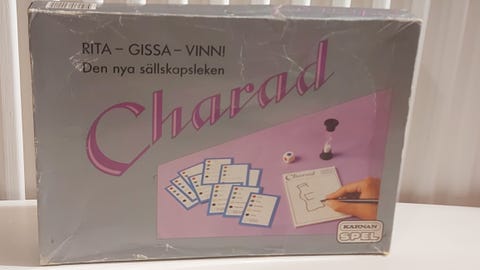 RITA – GISSA – VINN!
Den nya sällskapsleken
Charad
Charad
KÄRNAN
SPEL